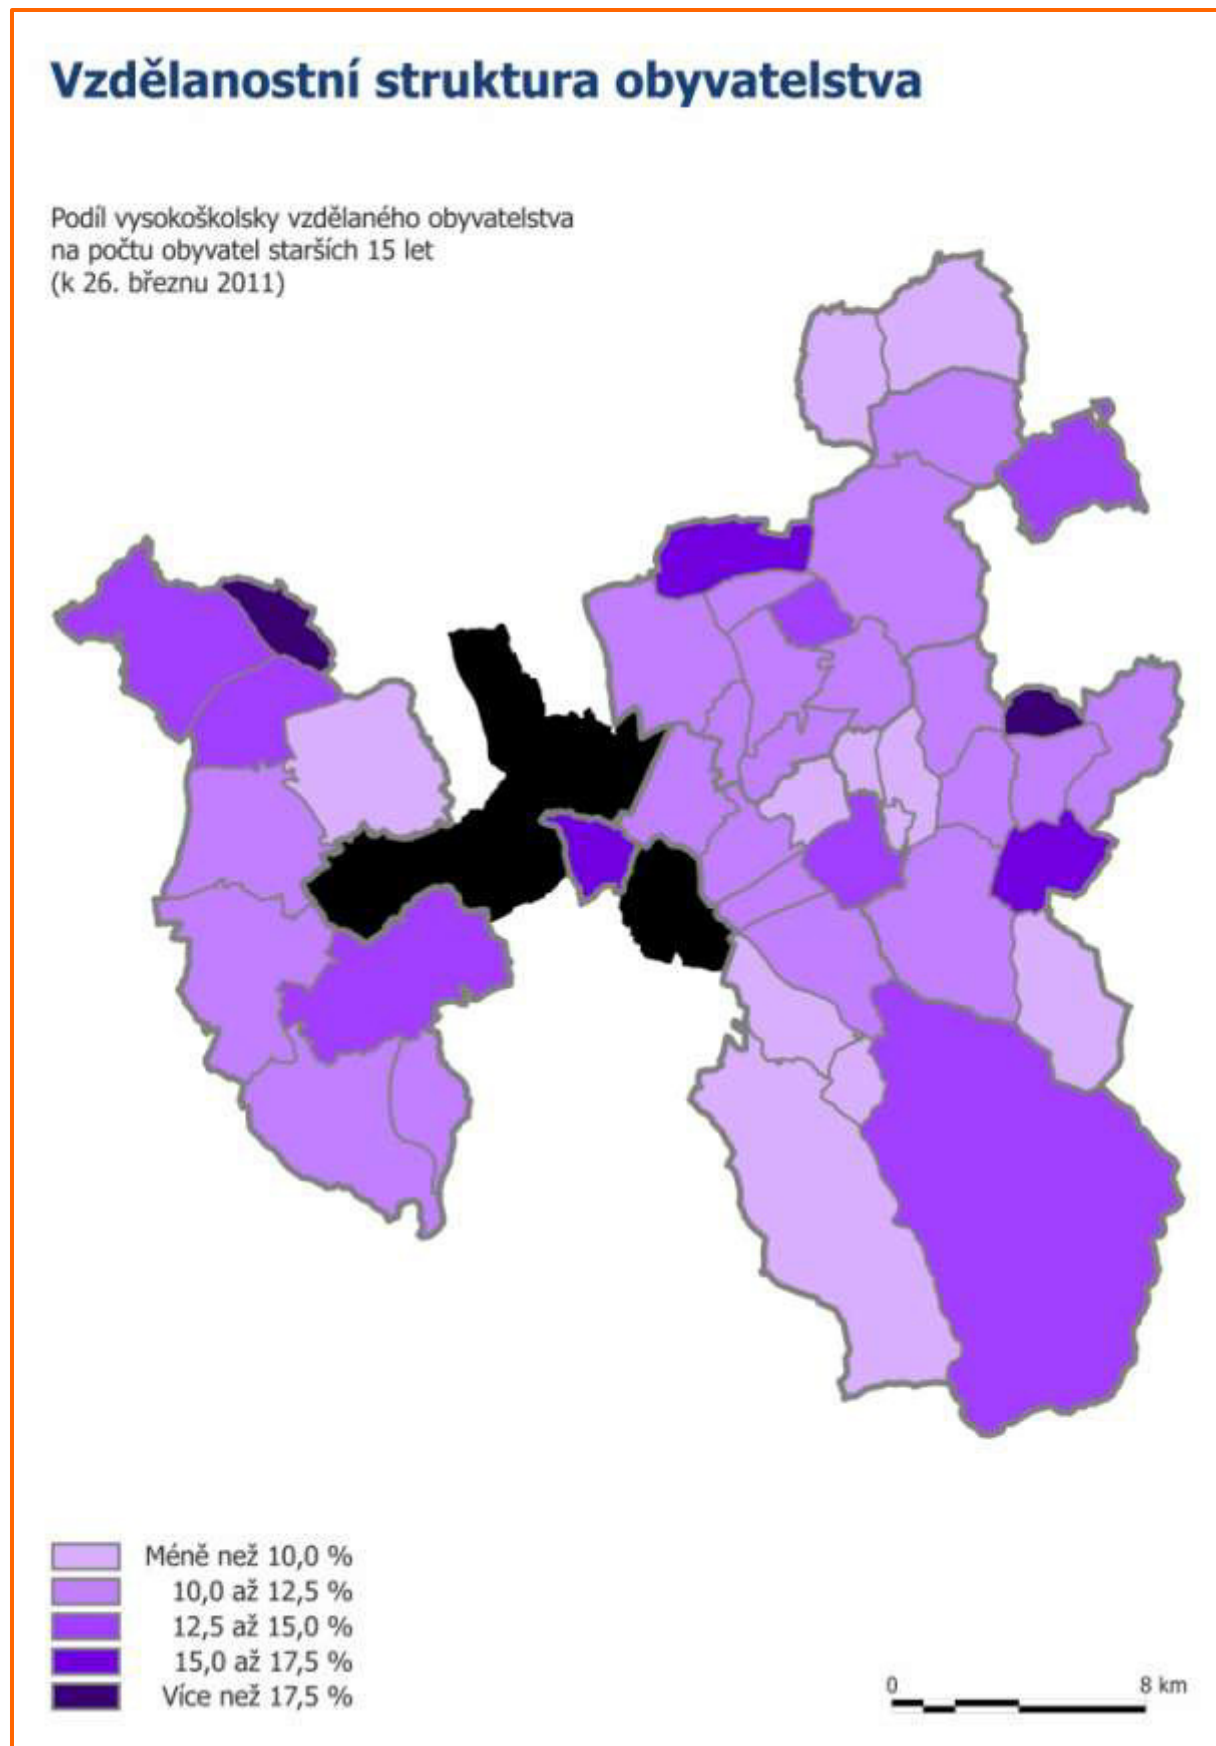 Vzdělanostní struktura obyvatelstva
Podíl vysokoškolsky vzdělaného obyvatelstva
na počtu obyvatel starších 15 let
(k 26. březnu 2011)
Méně než 10,0 %
10,0 až 12,5 %
12,5 až 15,0 %
15,0 až 17,5 %
Více než 17,5 %
0 8 km